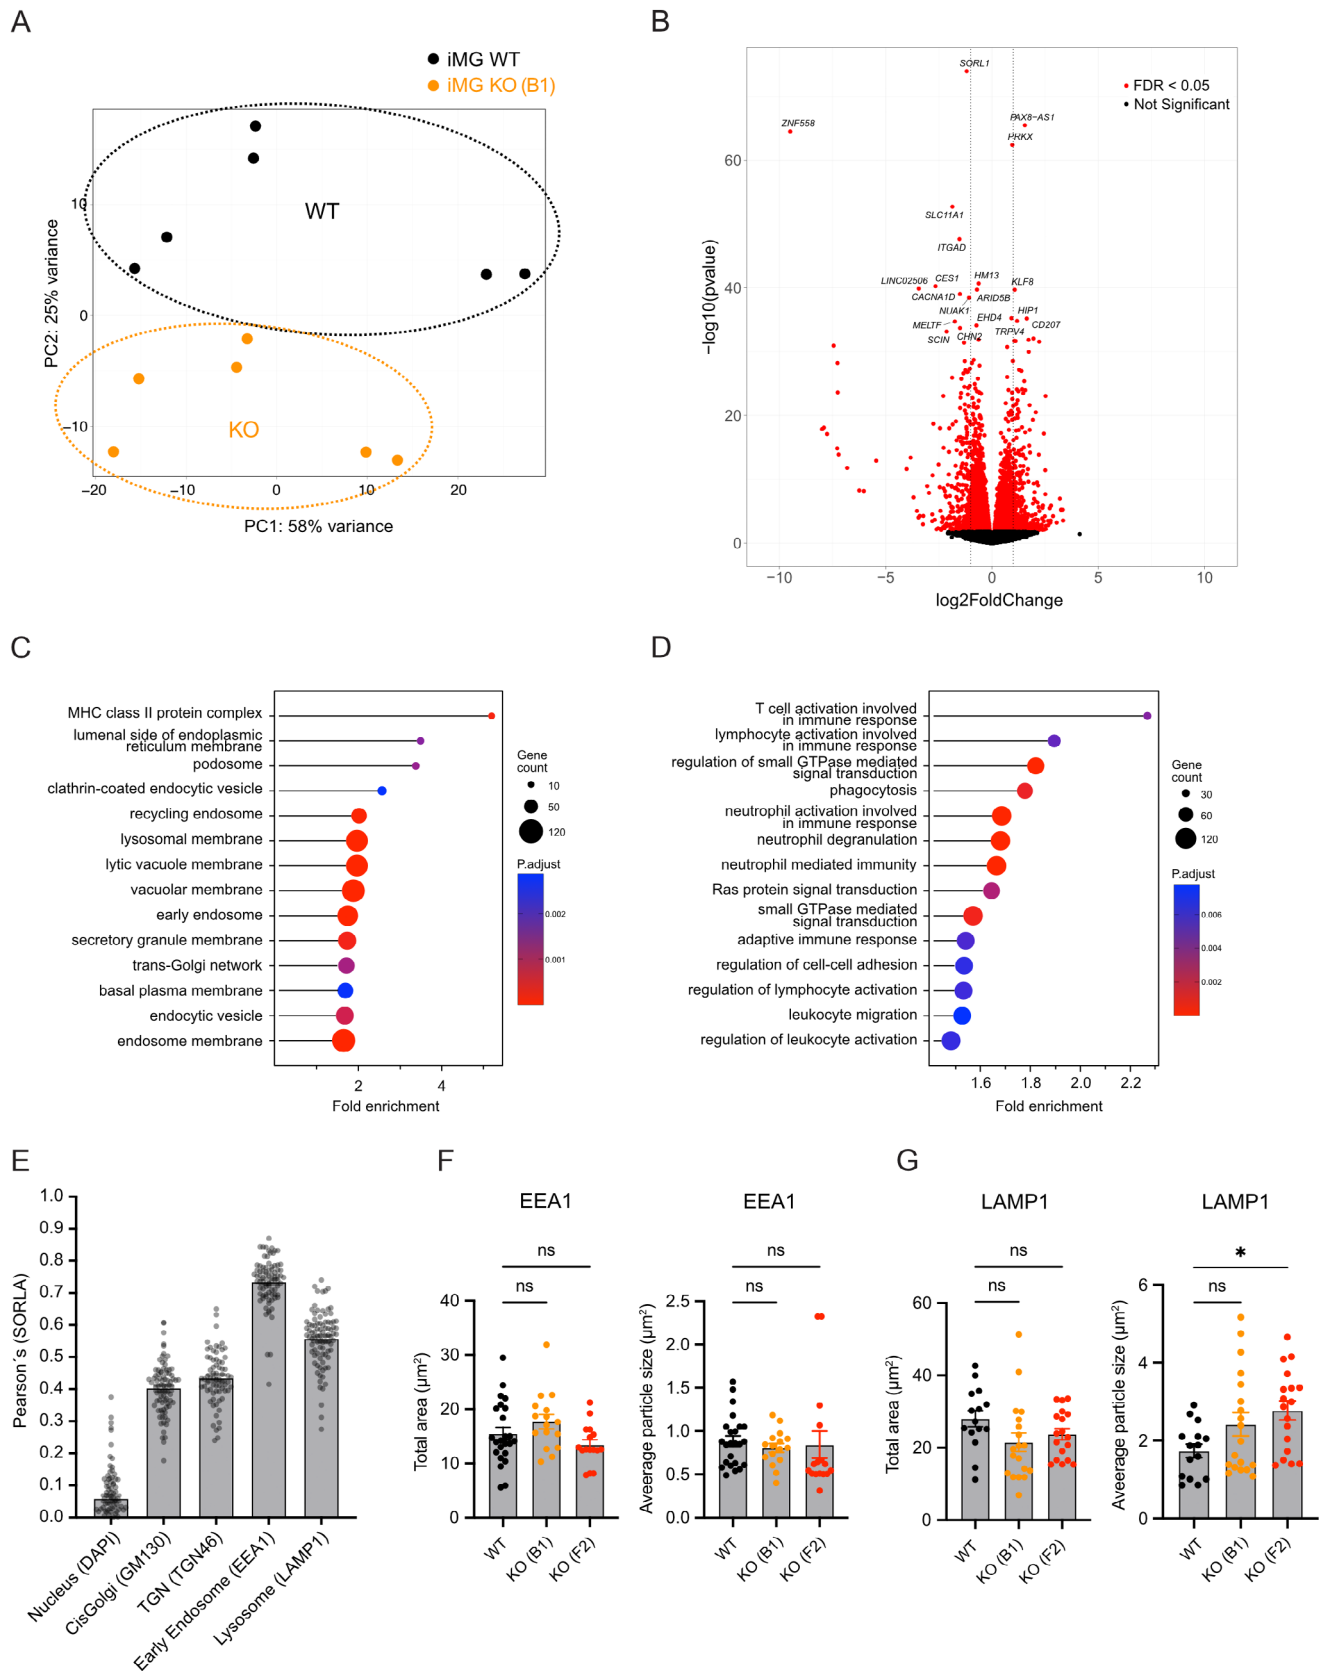 A
iMG WT
iMG KO (B1)
WT
KO
10
0
−10
−20
−10
0
10
20
PC2: 25% variance
PC1: 58% variance
B
FDR < 0.05
Not Significant
SORL1
ZNF558
PAX8−AS1
PRKX
SLC11A1
ITGAD
LINC02506
CES1
HM13
KLF8
CACNA1D
ARID5B
NUAK1
EHD4
HIP1
MELTF
CD207
SCIN
CHN2
TRPV4
60
40
20
0
−10
−5
0
5
10
−log10(pvalue)
log2FoldChange
C
MHC class II protein complex
lumenal side of endoplasmic
reticulum membrane
podosome
clathrin-coated endocytic vesicle
recycling endosome
lysosomal membrane
lytic vacuole membrane
vacuolar membrane
early endosome
secretory granule membrane
trans-Golgi network
basal plasma membrane
endocytic vesicle
endosome membrane
2
4
Fold enrichment
Gene
count
10
50
120
P.adjust
0.002
0.001
D
T cell activation involved
in immune response
lymphocyte activation involved
in immune response
regulation of small GTPase mediated
signal transduction
phagocytosis
neutrophil activation involved
in immune response
neutrophil degranulation
neutrophil mediated immunity
Ras protein signal transduction
small GTPase mediated
signal transduction
adaptive immune response
regulation of cell-cell adhesion
regulation of lymphocyte activation
leukocyte migration
regulation of leukocyte activation
1.6
1.8
2.0
2.2
Fold enrichment
Gene
count
30
60
120
P.adjust
0.006
0.004
0.002
E
1.0
0.9
0.8
0.7
0.6
0.5
0.4
0.3
0.2
0.1
0.0
Pearson´s (SORLA)
Nucleus (DAPI)
CisGolgi (GM130)
TGN (TGN46)
Early Endosome (EEA1)
Lysosome (LAMP1)
F
EEA1
ns
ns
40
30
20
10
0
Total area (µm²)
WT
KO (B1)
KO (F2)
EEA1
ns
ns
2.5
2.0
1.5
1.0
0.5
0.0
Aveerage particle size (µm²)
WT
KO (B1)
KO (F2)
G
LAMP1
ns
ns
60
40
20
0
Total area (µm²)
WT
KO (B1)
KO (F2)
LAMP1
*
ns
6
4
2
0
Aveerage particle size (µm²)
WT
KO (B1)
KO (F2)